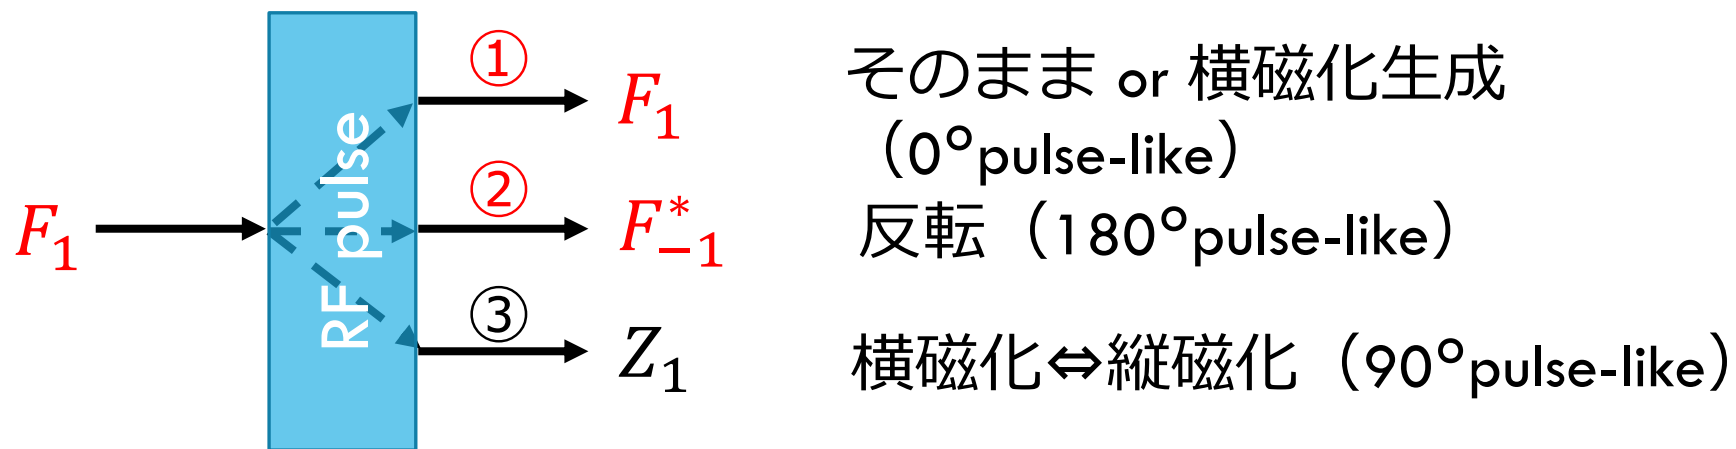 F₁
RF pulse
① F₁ そのまま or 横磁化生成
（0°pulse-like）
② F₋₁* 反転（180°pulse-like）
③ Z₁ 横磁化⇔縦磁化（90°pulse-like）